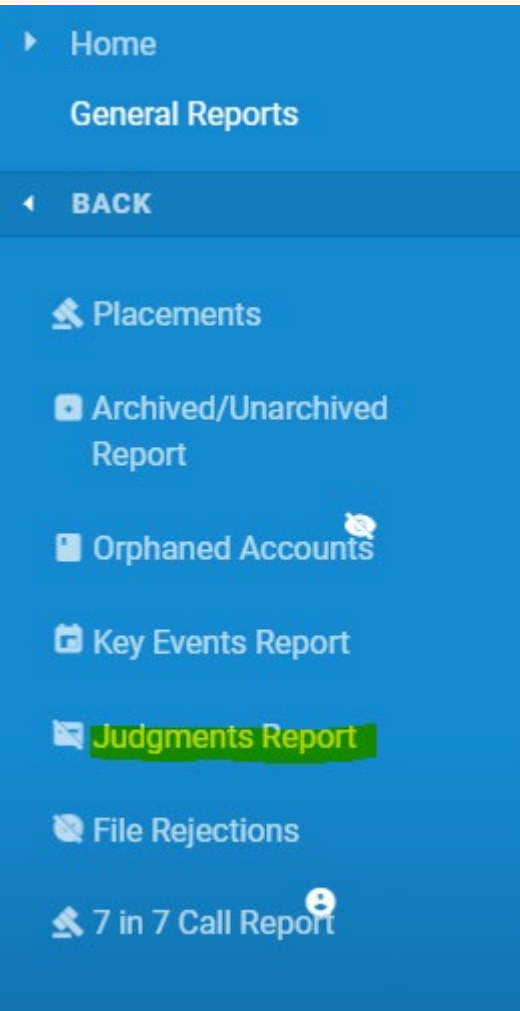 Home
General Reports
BACK
Placements
Archived/Unarchived
Report
Orphaned Accounts
Key Events Report
Judgments Report
File Rejections
7 in 7 Call Report